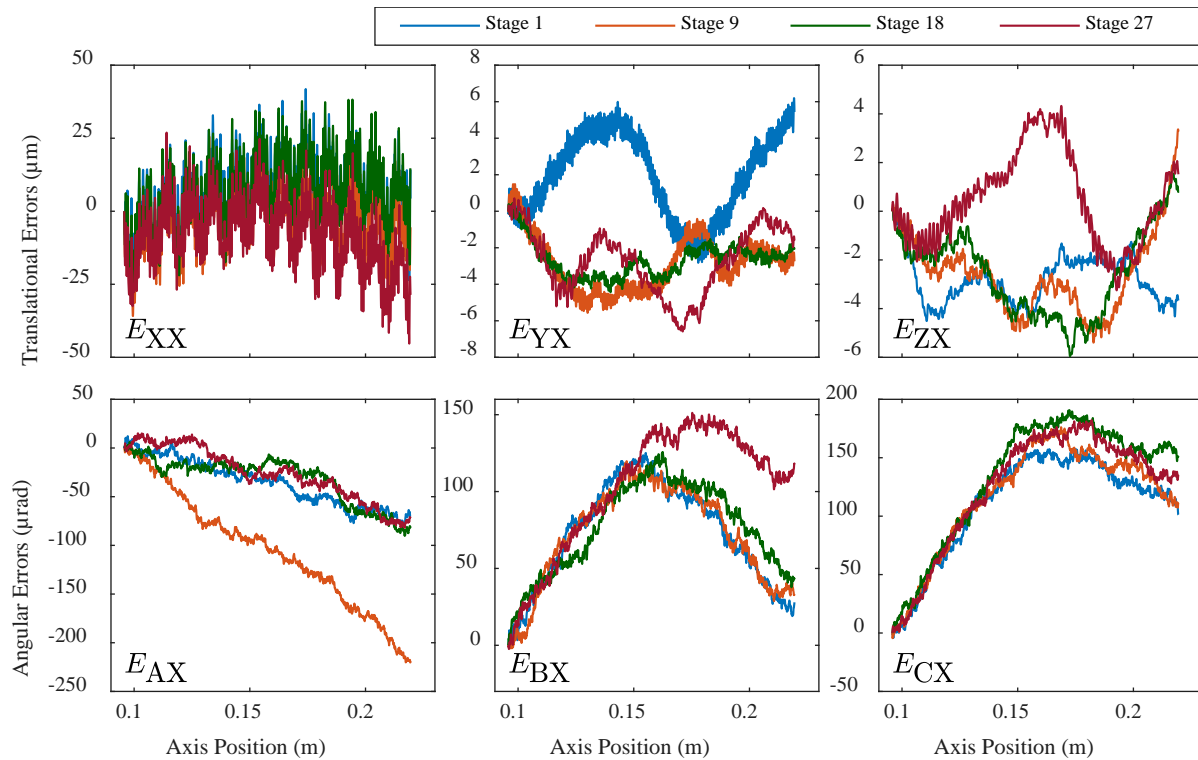 Stage 1 Stage 9 Stage 18 Stage 27
Translational Errors (μm)
50
25
0
-25
-50
E_XX
8
6
4
2
0
-2
-4
-6
-8
E_YX
6
4
2
0
-2
-4
-6
E_ZX
Angular Errors (μrad)
50
0
-50
-100
-150
-200
-250
E_AX
0.1 0.15 0.2
Axis Position (m)
150
100
50
0
E_BX
0.1 0.15 0.2
Axis Position (m)
200
150
100
50
0
-50
E_CX
0.1 0.15 0.2
Axis Position (m)